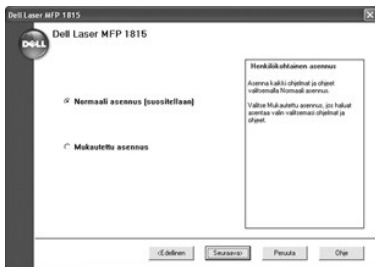 Dell Laser MFP 1815
DELL
Dell Laser MFP 1815
Normaali asennus (suositellaan)
Mukautettu asennus
Henkilökohtainen asennus
Asenna kaikki ohjelmat ja ohjeet
valitsemalla Normaali asennus.
Valitse Mukautettu asennus, jos haluat
asentaa vain valitsemasi ohjelmat ja
ohjeet.
<Edellinen
Seuraava>
Peruuta
Ohje